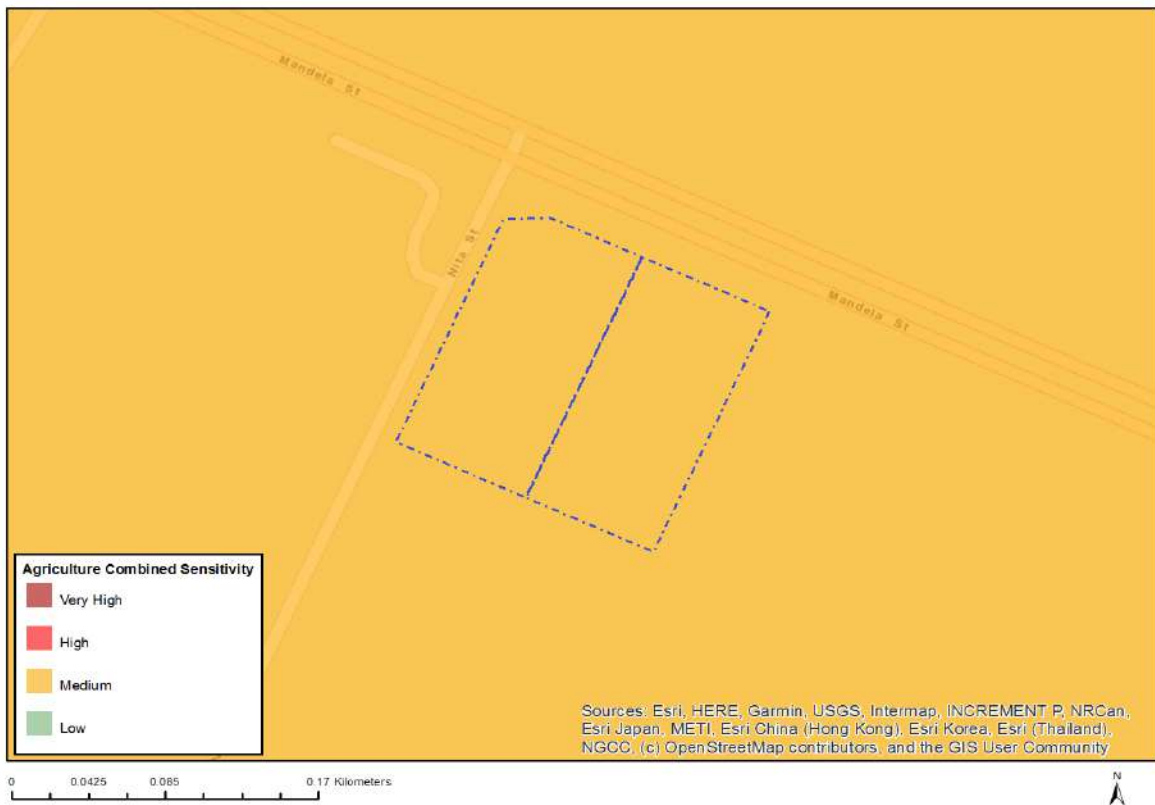 Mandela St
Nita St
Mandela St
Agriculture Combined Sensitivity
Very High
High
Medium
Low
Sources: Esri, HERE, Garmin, USGS, Intermap, INCREMENT P, NRCan,
Esri Japan, METI, Esri China (Hong Kong), Esri Korea, Esri (Thailand),
NGCC, (c) OpenStreetMap contributors, and the GIS User Community
0 0.0425 0.085 0.17 Kilometers
N